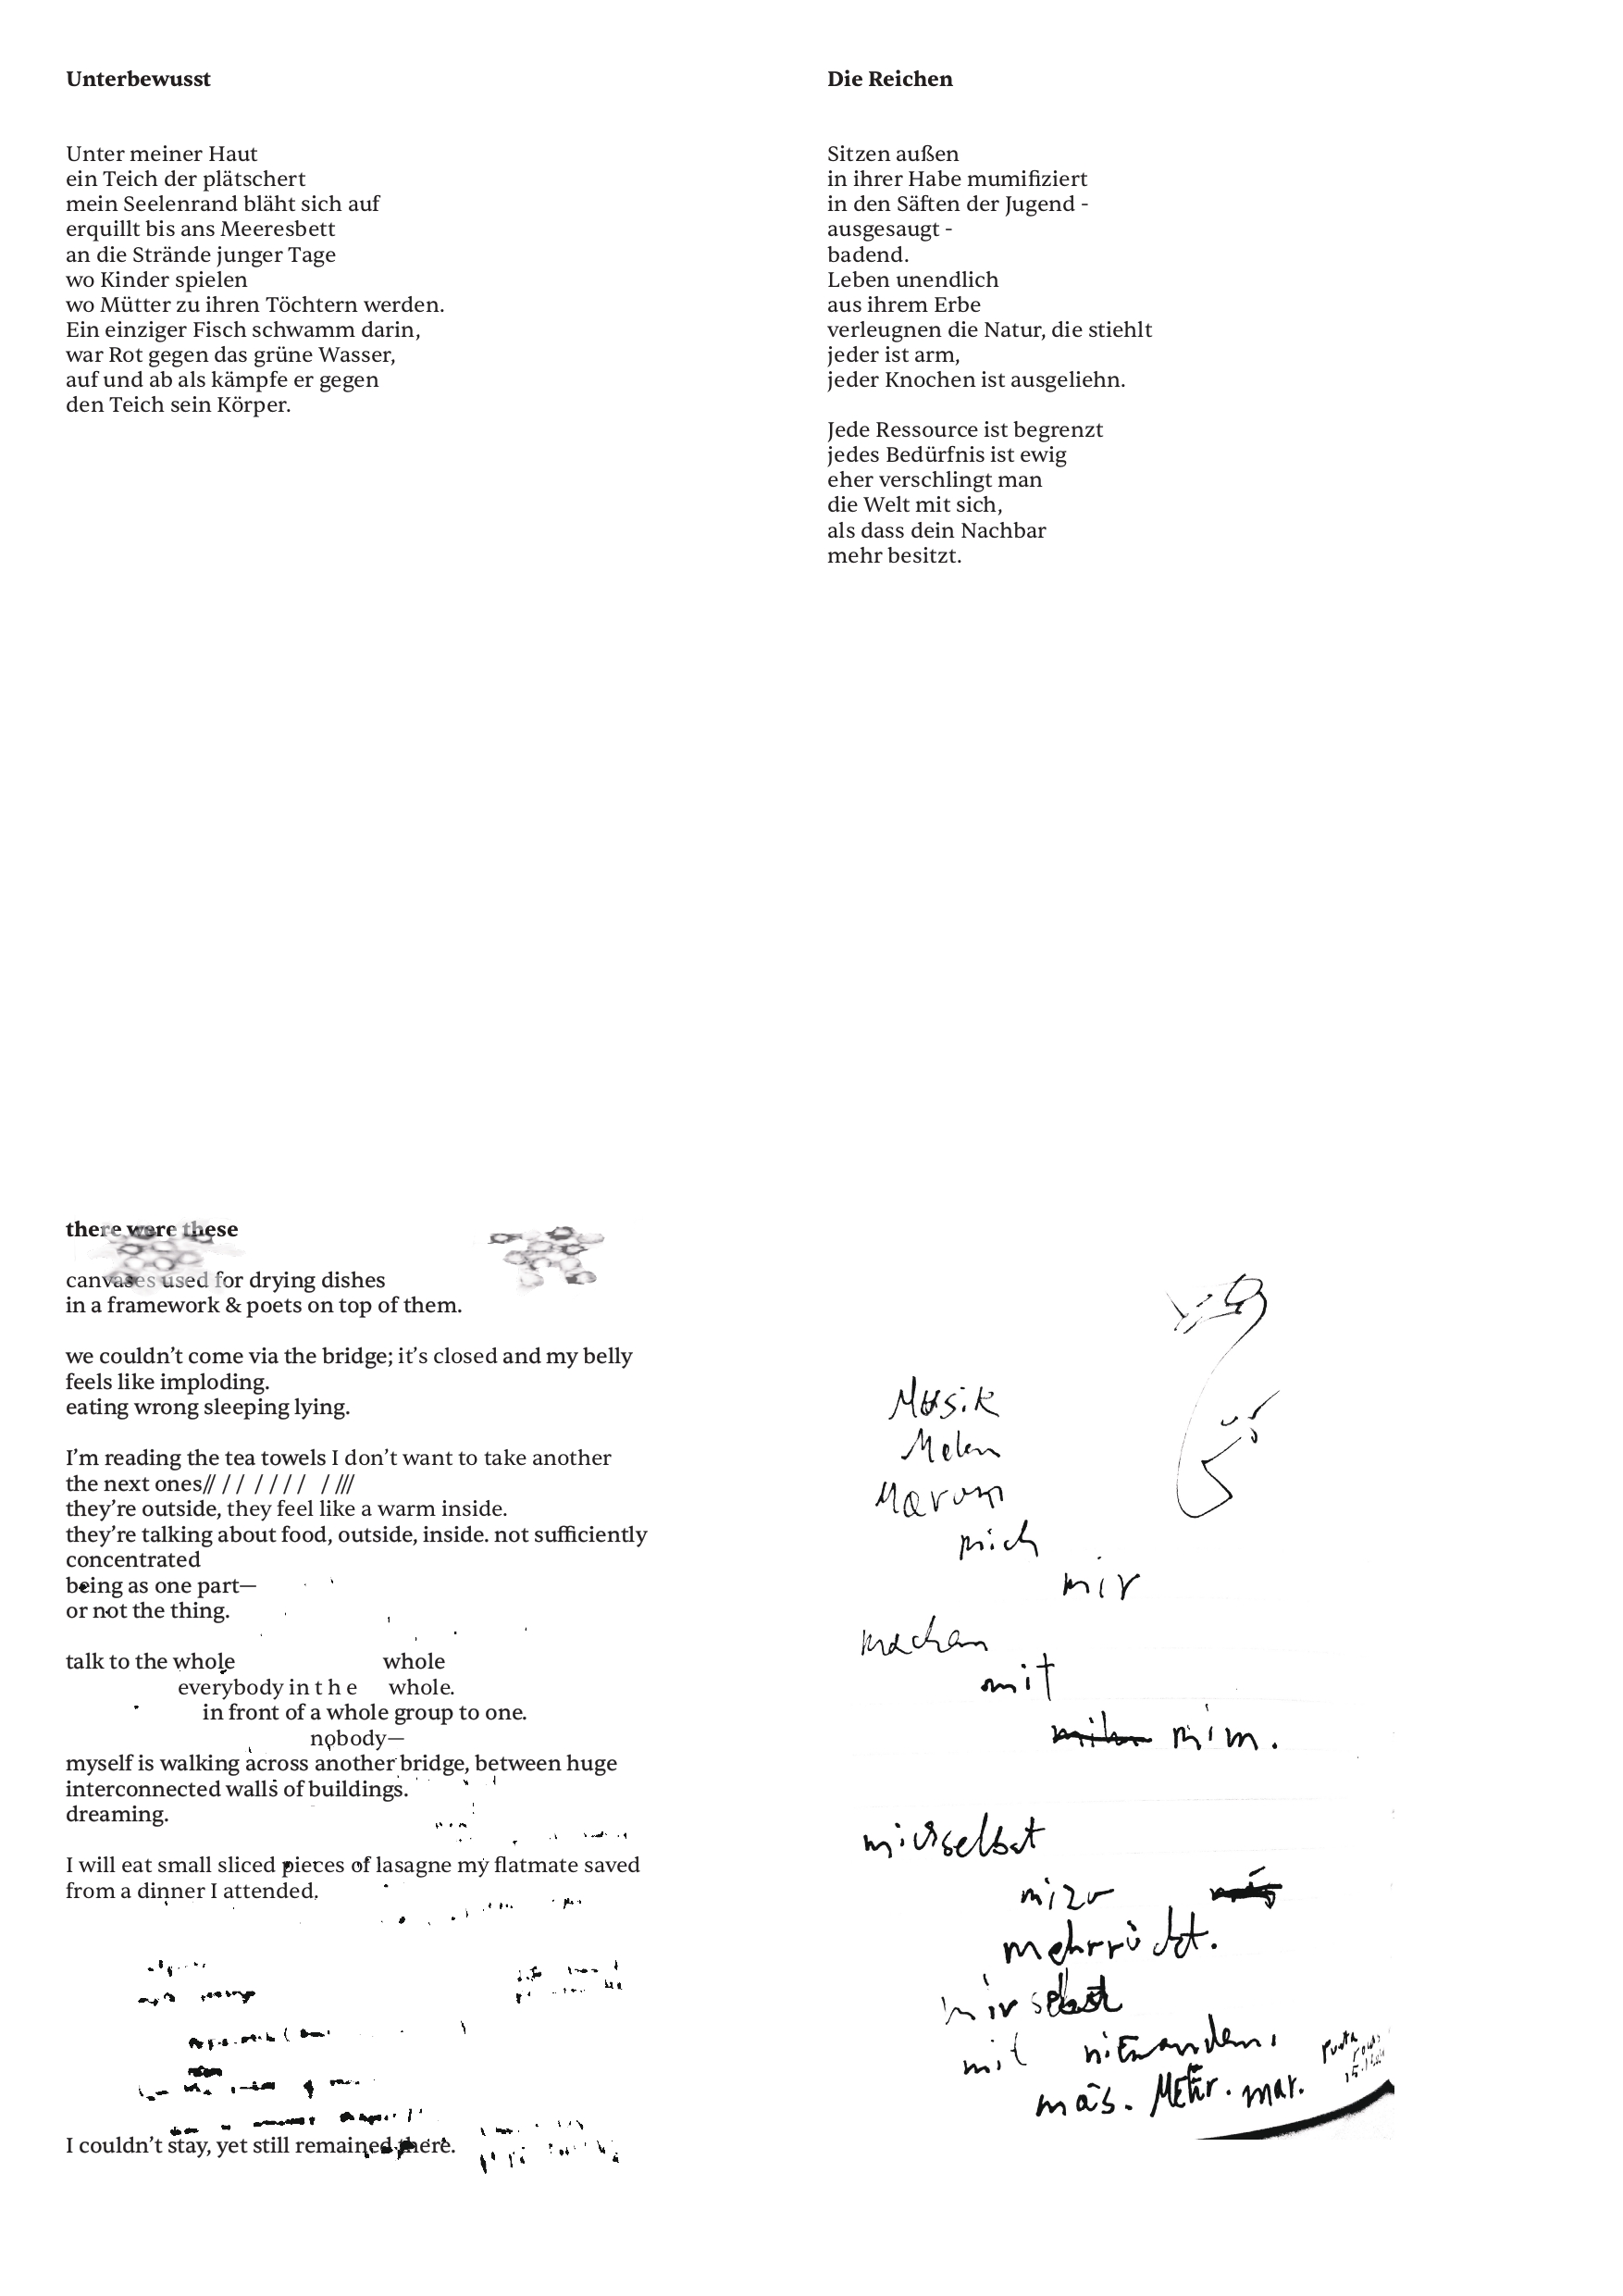 Unterbewusst
Unter meiner Haut
ein Teich der plätschert
mein Seelenrand bläht sich auf
erquillt bis ans Meeresbett
an die Strände junger Tage
wo Kinder spielen
wo Mütter zu ihren Töchtern werden.
Ein einziger Fisch schwamm darin,
war Rot gegen das grüne Wasser,
auf und ab als kämpfe er gegen
den Teich sein Körper.
Die Reichen
Sitzen außen
in ihrer Habe mumifiziert
in den Säften der Jugend -
ausgesaugt -
badend.
Leben unendlich
aus ihrem Erbe
verleugnen die Natur, die stiehlt
jeder ist arm,
jeder Knochen ist ausgeliehn.
Jede Ressource ist begrenzt
jedes Bedürfnis ist ewig
eher verschlingt man
die Welt mit sich,
als dass dein Nachbar
mehr besitzt.
there were these
canvases used for drying dishes
in a framework & poets on top of them.
we couldn’t come via the bridge; it’s closed and my belly
feels like imploding.
eating wrong sleeping lying.
I’m reading the tea towels I don’t want to take another
the next ones// / / / / / / / ///
they’re outside, they feel like a warm inside.
they’re talking about food, outside, inside. not sufficiently
concentrated
being as one part—
or not the thing.
talk to the whole whole
everybody in t h e whole.
in front of a whole group to one.
nobody—
myself is walking across another bridge, between huge
interconnected walls of buildings.
dreaming.
I will eat small sliced pieces of lasagne my flatmate saved
from a dinner I attended.
I couldn’t stay, yet still remained there.
Musik
mich
mir
machen
mit
mim.
mirselbst
mehrrückt.
mir selbst
mit
mas. Mehr. mar.